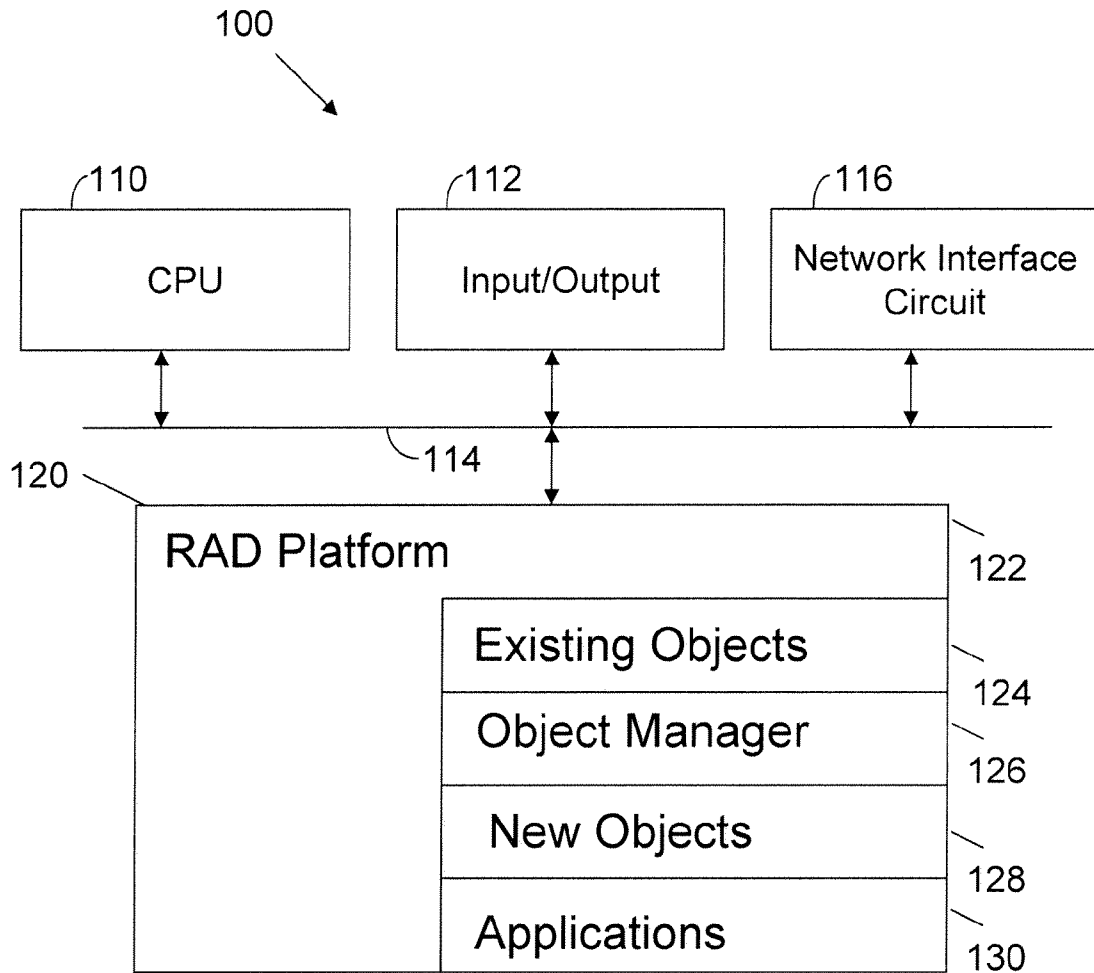 100
110
112
116
CPU
Input/Output
Network Interface
Circuit
114
120
RAD Platform
122
Existing Objects
124
Object Manager
126
New Objects
128
Applications
130